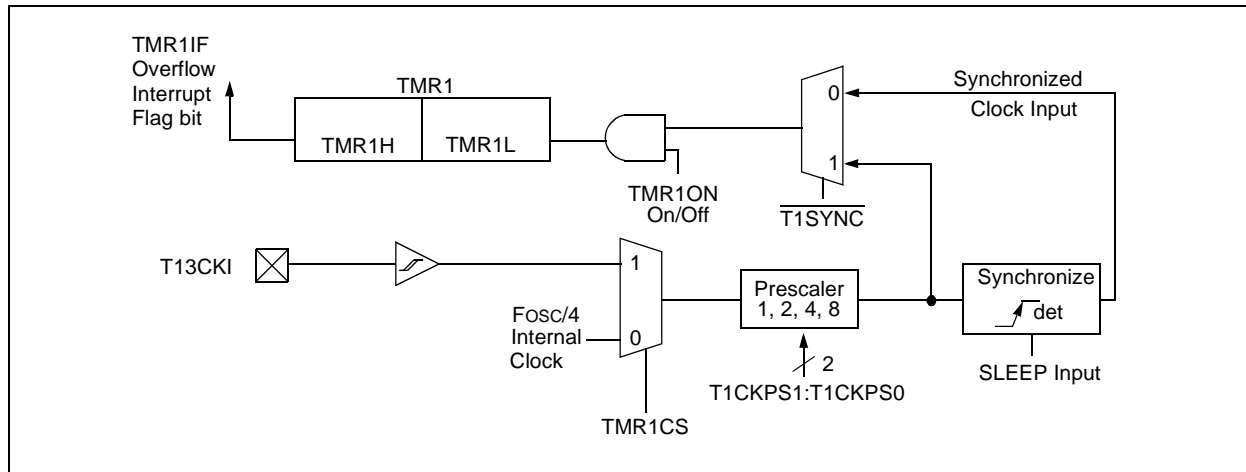 TMR1IF
Overflow
Interrupt
Flag bit
TMR1
TMR1H
TMR1L
TMR1ON
On/Off
0
1
T1SYNC
Synchronized
Clock Input
T13CKI
1
0
FOSC/4
Internal
Clock
TMR1CS
Prescaler
1, 2, 4, 8
2
T1CKPS1:T1CKPS0
Synchronize
det
SLEEP Input